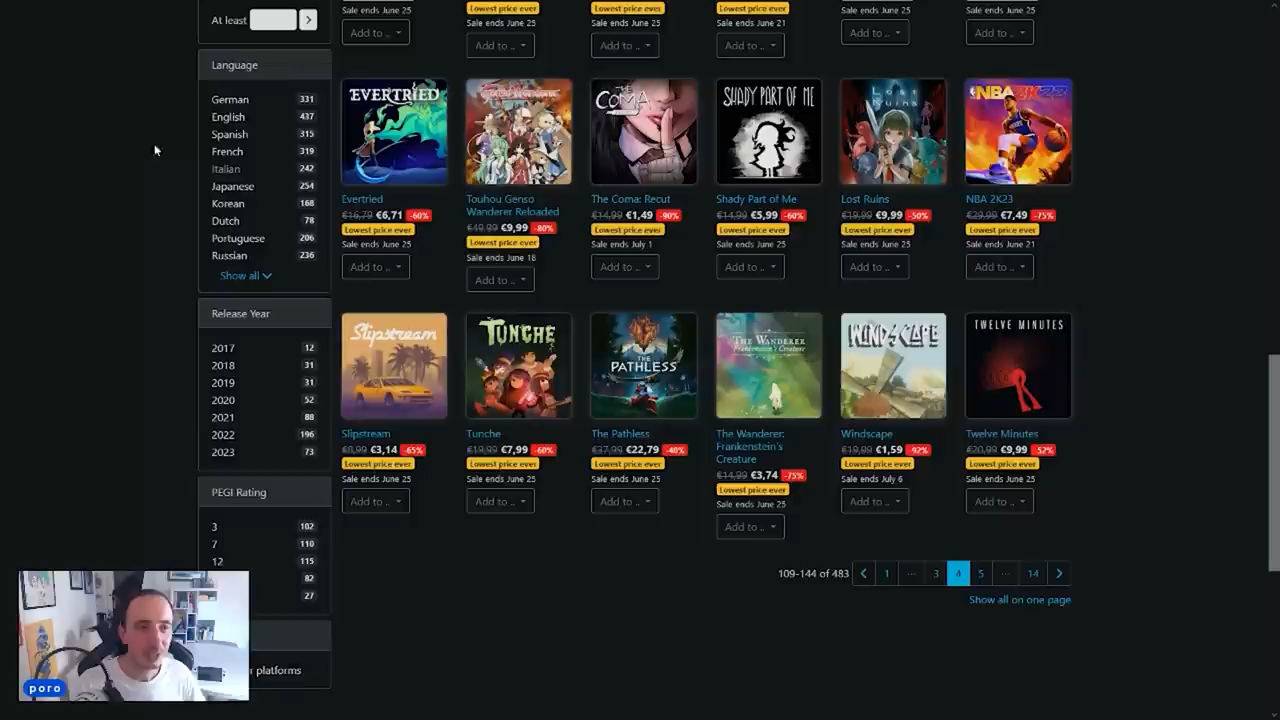 At least
Language
German 331
English 437
Spanish 315
French 319
Italian 242
Japanese 254
Korean 168
Dutch 78
Portuguese 206
Russian 236
Show all
Release Year
2017 12
2018 31
2019 31
2020 52
2021 88
2022 196
2023 73
PEGI Rating
3 102
7 110
12 115
82
27
platforms
poro
Sale ends June 25
Lowest price ever
Lowest price ever
Lowest price ever
Sale ends June 25
Sale ends June 25
Sale ends June 25
Sale ends June 25
Sale ends June 21
Add to ..
Add to ..
Add to ..
Add to ..
Add to ..
Add to ..
EVERTRIED
THE COMA
SHADY PART OF ME
LOST RUINS
NBA 2K23
Evertried
€16,79 €6,71 -60%
Lowest price ever
Sale ends June 25
Add to ..
Touhou Genso
Wanderer Reloaded
€49,99 €9,99 -80%
Lowest price ever
Sale ends June 18
Add to ..
The Coma: Recut
€14,99 €1,49 -90%
Lowest price ever
Sale ends July 1
Add to ..
Shady Part of Me
€14,99 €5,99 -60%
Lowest price ever
Sale ends June 25
Add to ..
Lost Ruins
€19,99 €9,99 -50%
Lowest price ever
Sale ends June 25
Add to ..
NBA 2K23
€29,99 €7,49 -75%
Lowest price ever
Sale ends June 21
Add to ..
Slipstream
TUNCHE
THE
PATHLESS
THE WANDERER
Frankenstein's Creature
WINDSCAPE
TWELVE MINUTES
Slipstream
€8,99 €3,14 -65%
Lowest price ever
Sale ends June 25
Add to ..
Tunche
€19,99 €7,99 -60%
Lowest price ever
Sale ends June 25
Add to ..
The Pathless
€37,99 €22,79 -40%
Lowest price ever
Sale ends June 25
Add to ..
The Wanderer:
Frankenstein's
Creature
€14,99 €3,74 -75%
Lowest price ever
Sale ends June 25
Add to ..
Windscape
€19,99 €1,59 -92%
Lowest price ever
Sale ends July 6
Add to ..
Twelve Minutes
€20,99 €9,99 -52%
Lowest price ever
Sale ends June 25
Add to ..
109-144 of 483 1 ... 3 4 5 ... 14
Show all on one page